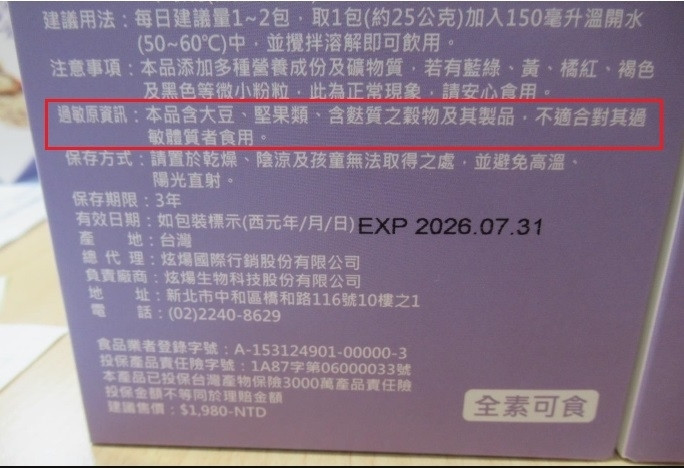 建議用法：每日建議量1~2包，取1包(約25公克)加入150毫升溫開水
(50~60℃)中，並攪拌溶解即可飲用。
注意事項：本品添加多種營養成份及礦物質，若有藍綠、黃、橘紅、褐色
及黑色等微小粉粒，此為正常現象，請安心食用。
過敏原資訊：本品含大豆、堅果類、含麩質之穀物及其製品，不適合對其過
敏體質者食用。
保存方式：請置於乾燥、陰涼及孩童無法取得之處，並避免高溫、
陽光直射。
保存期限：3年
有效日期：如包裝標示(西元年/月/日) EXP 2026.07.31
產地：台灣
總代理：炫煬國際行銷股份有限公司
負責廠商：炫煬生物科技股份有限公司
地址：新北市中和區橋和路116號10樓之1
電話：(02)2240-8629
食品業者登錄字號：A-153124901-00000-3
投保產品責任險字號：1A87字第06000033號
本產品已投保台灣產物保險3000萬產品責任險
投保金額不等同於理賠金額
建議售價：$1,980-NTD
全素可食